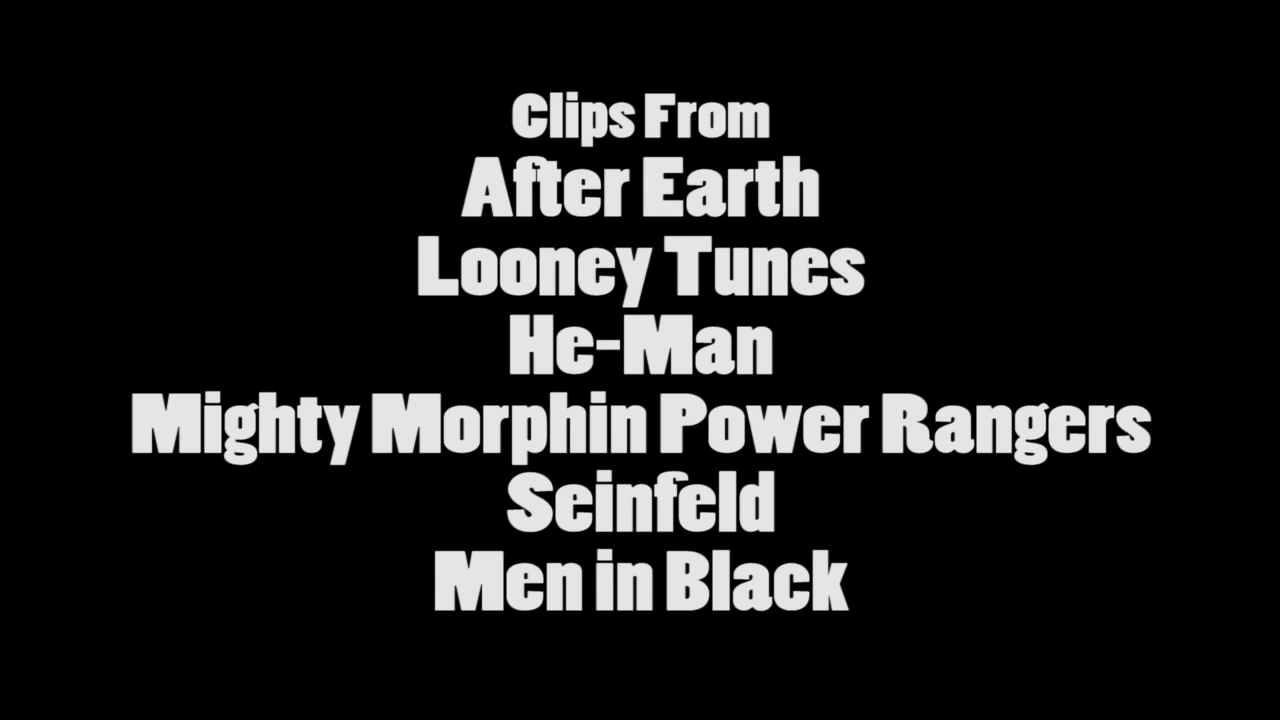 Clips From
After Earth
Looney Tunes
He-Man
Mighty Morphin Power Rangers
Seinfeld
Men in Black